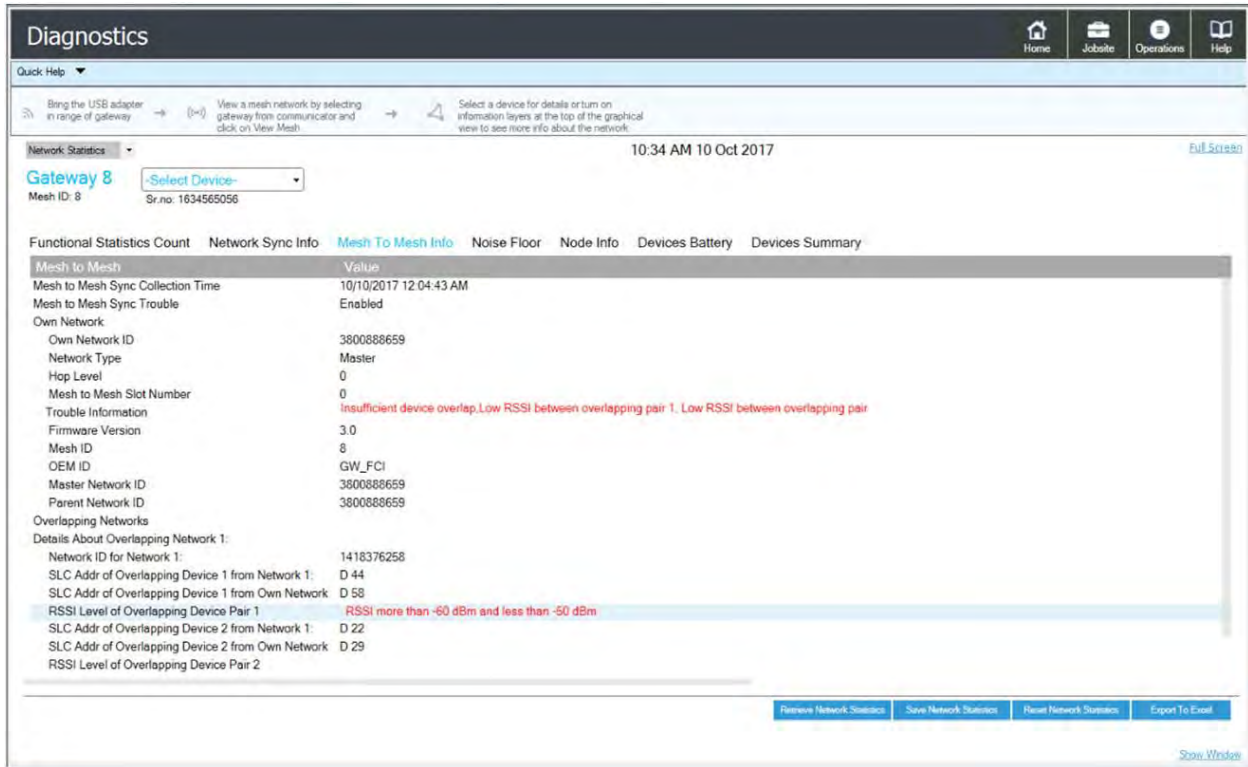 Diagnostics
Home
Jobsite
Operations
Help
Quick Help
Bring the USB adapter
in range of gateway
View a mesh network by selecting
gateway from communicator and
click on View Mesh
Select a device for details or turn on
information layers at the top of the graphical
view to see more info about the network
Network Statistics
10:34 AM 10 Oct 2017
Full Screen
Gateway 8
-Select Device-
Mesh ID: 8
Sr.no: 1634565056
Functional Statistics Count Network Sync Info Mesh To Mesh Info Noise Floor Node Info Devices Battery Devices Summary
Mesh to Mesh Value
Mesh to Mesh Sync Collection Time 10/10/2017 12:04:43 AM
Mesh to Mesh Sync Trouble Enabled
Own Network
Own Network ID 3800888659
Network Type Master
Hop Level 0
Mesh to Mesh Slot Number 0
Trouble Information Insufficient device overlap,Low RSSI between overlapping pair 1, Low RSSI between overlapping pair
Firmware Version 3.0
Mesh ID 8
OEM ID GW_FCI
Master Network ID 3800888659
Parent Network ID 3800888659
Overlapping Networks
Details About Overlapping Network 1:
Network ID for Network 1: 1418376258
SLC Addr of Overlapping Device 1 from Network 1: D 44
SLC Addr of Overlapping Device 1 from Own Network D 58
RSSI Level of Overlapping Device Pair 1 RSSI more than -60 dBm and less than -50 dBm
SLC Addr of Overlapping Device 2 from Network 1: D 22
SLC Addr of Overlapping Device 2 from Own Network D 29
RSSI Level of Overlapping Device Pair 2
Retrieve Network Statistics Save Network Statistics Reset Network Statistics Export To Excel
Show Window